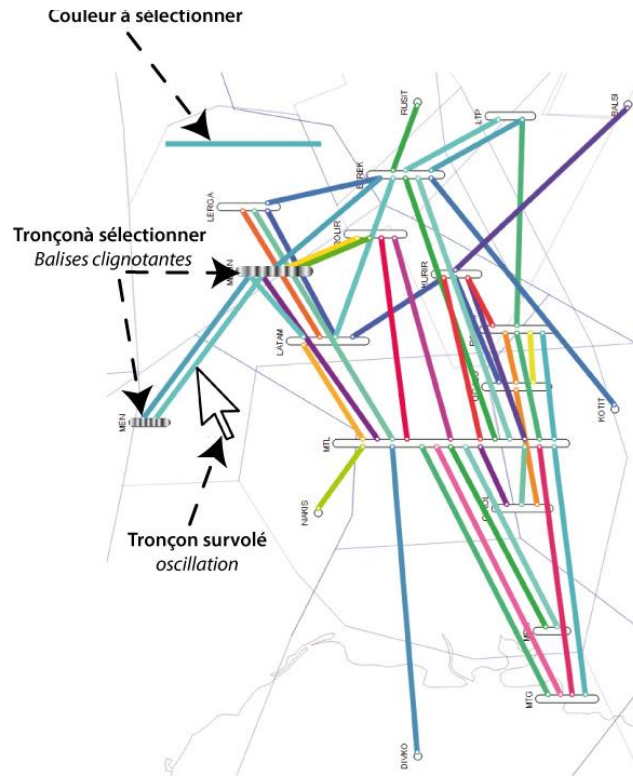 Couleur à sélectionner
RUSIT
LTP
BALSI
LERGA
Tronçonà sélectionner
Balises clignotantes
LATAM
MEN
MTL
KOTIT
NAKIS
Tronçon survolé
oscillation
MTG
DIVKO